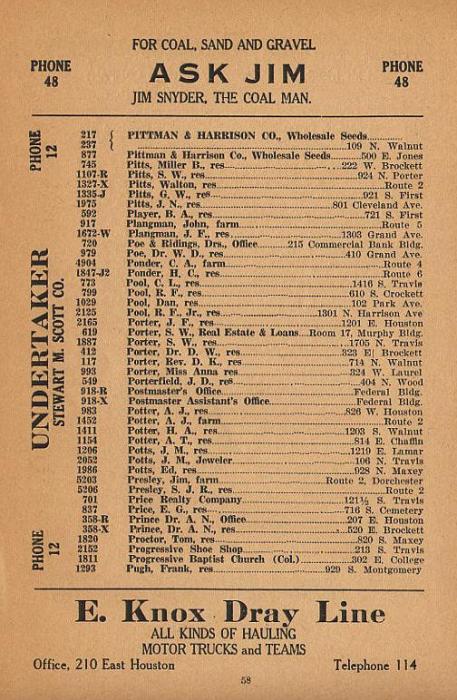 FOR COAL, SAND AND GRAVEL
PHONE 48 ASK JIM PHONE 48
JIM SNYDER, THE COAL MAN.
PHONE 12
UNDERTAKER
STEWART M. SCOTT CO.
PHONE 12
217 { PITTMAN & HARRISON CO., Wholesale Seeds
237 { 109 N. Walnut
877 Pittman & Harrison Co., Wholesale Seeds 500 E. Jones
745 Pitts, Miller B., res 222 W. Brockett
1107-R Pitts, S. W., res 924 N. Porter
1327-X Pitts, Walton, res Route 2
1335-J Pitts, G. W., res 921 S. First
1975 Pitts, J. N., res 801 Cleveland Ave.
592 Player, B. A., res 721 S. First
917 Plangman, John, farm Route 5
1672-W Plangman, J. F., res 1303 Grand Ave.
720 Poe & Ridings, Drs., Office 215 Commercial Bank Bldg.
979 Poe, Dr. W. D., res 410 Grand Ave.
4904 Ponder, C. A., farm Route 4
1847-J2 Ponder, H. C., res Route 6
773 Pool, C. L., res 1416 S. Travis
799 Pool, R. F., res 610 S. Crockett
1029 Pool, Dan, res 102 Park Ave.
2125 Pool, R. F., Jr., res 1301 N. Harrison Ave
2165 Porter, J. F., res 1201 E. Houston
619 Porter, S. W., Real Estate & Loans Room 17, Murphy Bldg.
1887 Porter, S. W., res 1705 N. Travis
412 Porter, Dr. D. W., res 323 E. Brockett
117 Porter, Rev. D. K., res 714 N. Walnut
993 Porter, Miss Anna res 324 W. Laurel
549 Porterfield, J. D., res 404 N. Wood
918-R Postmaster's Office Federal Bldg.
918-X Postmaster Assistant's Office Federal Bldg.
983 Potter, A. J., res 826 W. Houston
1452 Potter, A. J., farm Route 2
1411 Potter, H. A., res 1203 S. Walnut
1154 Potter, A. T., res 814 E. Chaffin
1206 Potts, J. M., res 1219 E. Lamar
2052 Potts, J. M., Jeweler 106 N. Travis
1986 Potts, Ed, res 928 N. Maxey
5203 Presley, Jim, farm Route 2, Dorchester
5206 Presley, S. J. R., res Route 2
701 Price Realty Company 121½ S. Travis
837 Price, E. G., res 716 S. Cemetery
358-R Prince Dr. A. N., Office 207 E. Houston
358-X Prince, Dr. A. N., res 520 E. Brockett
1820 Proctor, Tom, res 820 S. Maxey
2152 Progressive Shoe Shop 213 S. Travis
1811 Progressive Baptist Church (Col.) 302 E. College
1293 Pugh, Frank, res 929 S. Montgomery
E. Knox Dray Line
ALL KINDS OF HAULING
MOTOR TRUCKS and TEAMS
Office, 210 East Houston Telephone 114
58